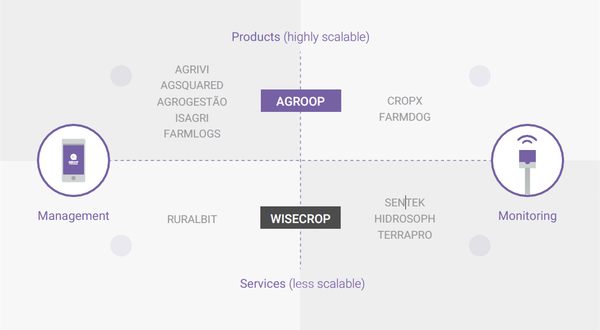 Products (highly scalable)
AGRIVI
AGSQUARED
AGROGESTÃO
ISAGRI
FARMLOGS
AGROOP
CROPX
FARMDOG
Management
Monitoring
RURALBIT
WISECROP
SENTEK
HIDROSOPH
TERRAPRO
Services (less scalable)